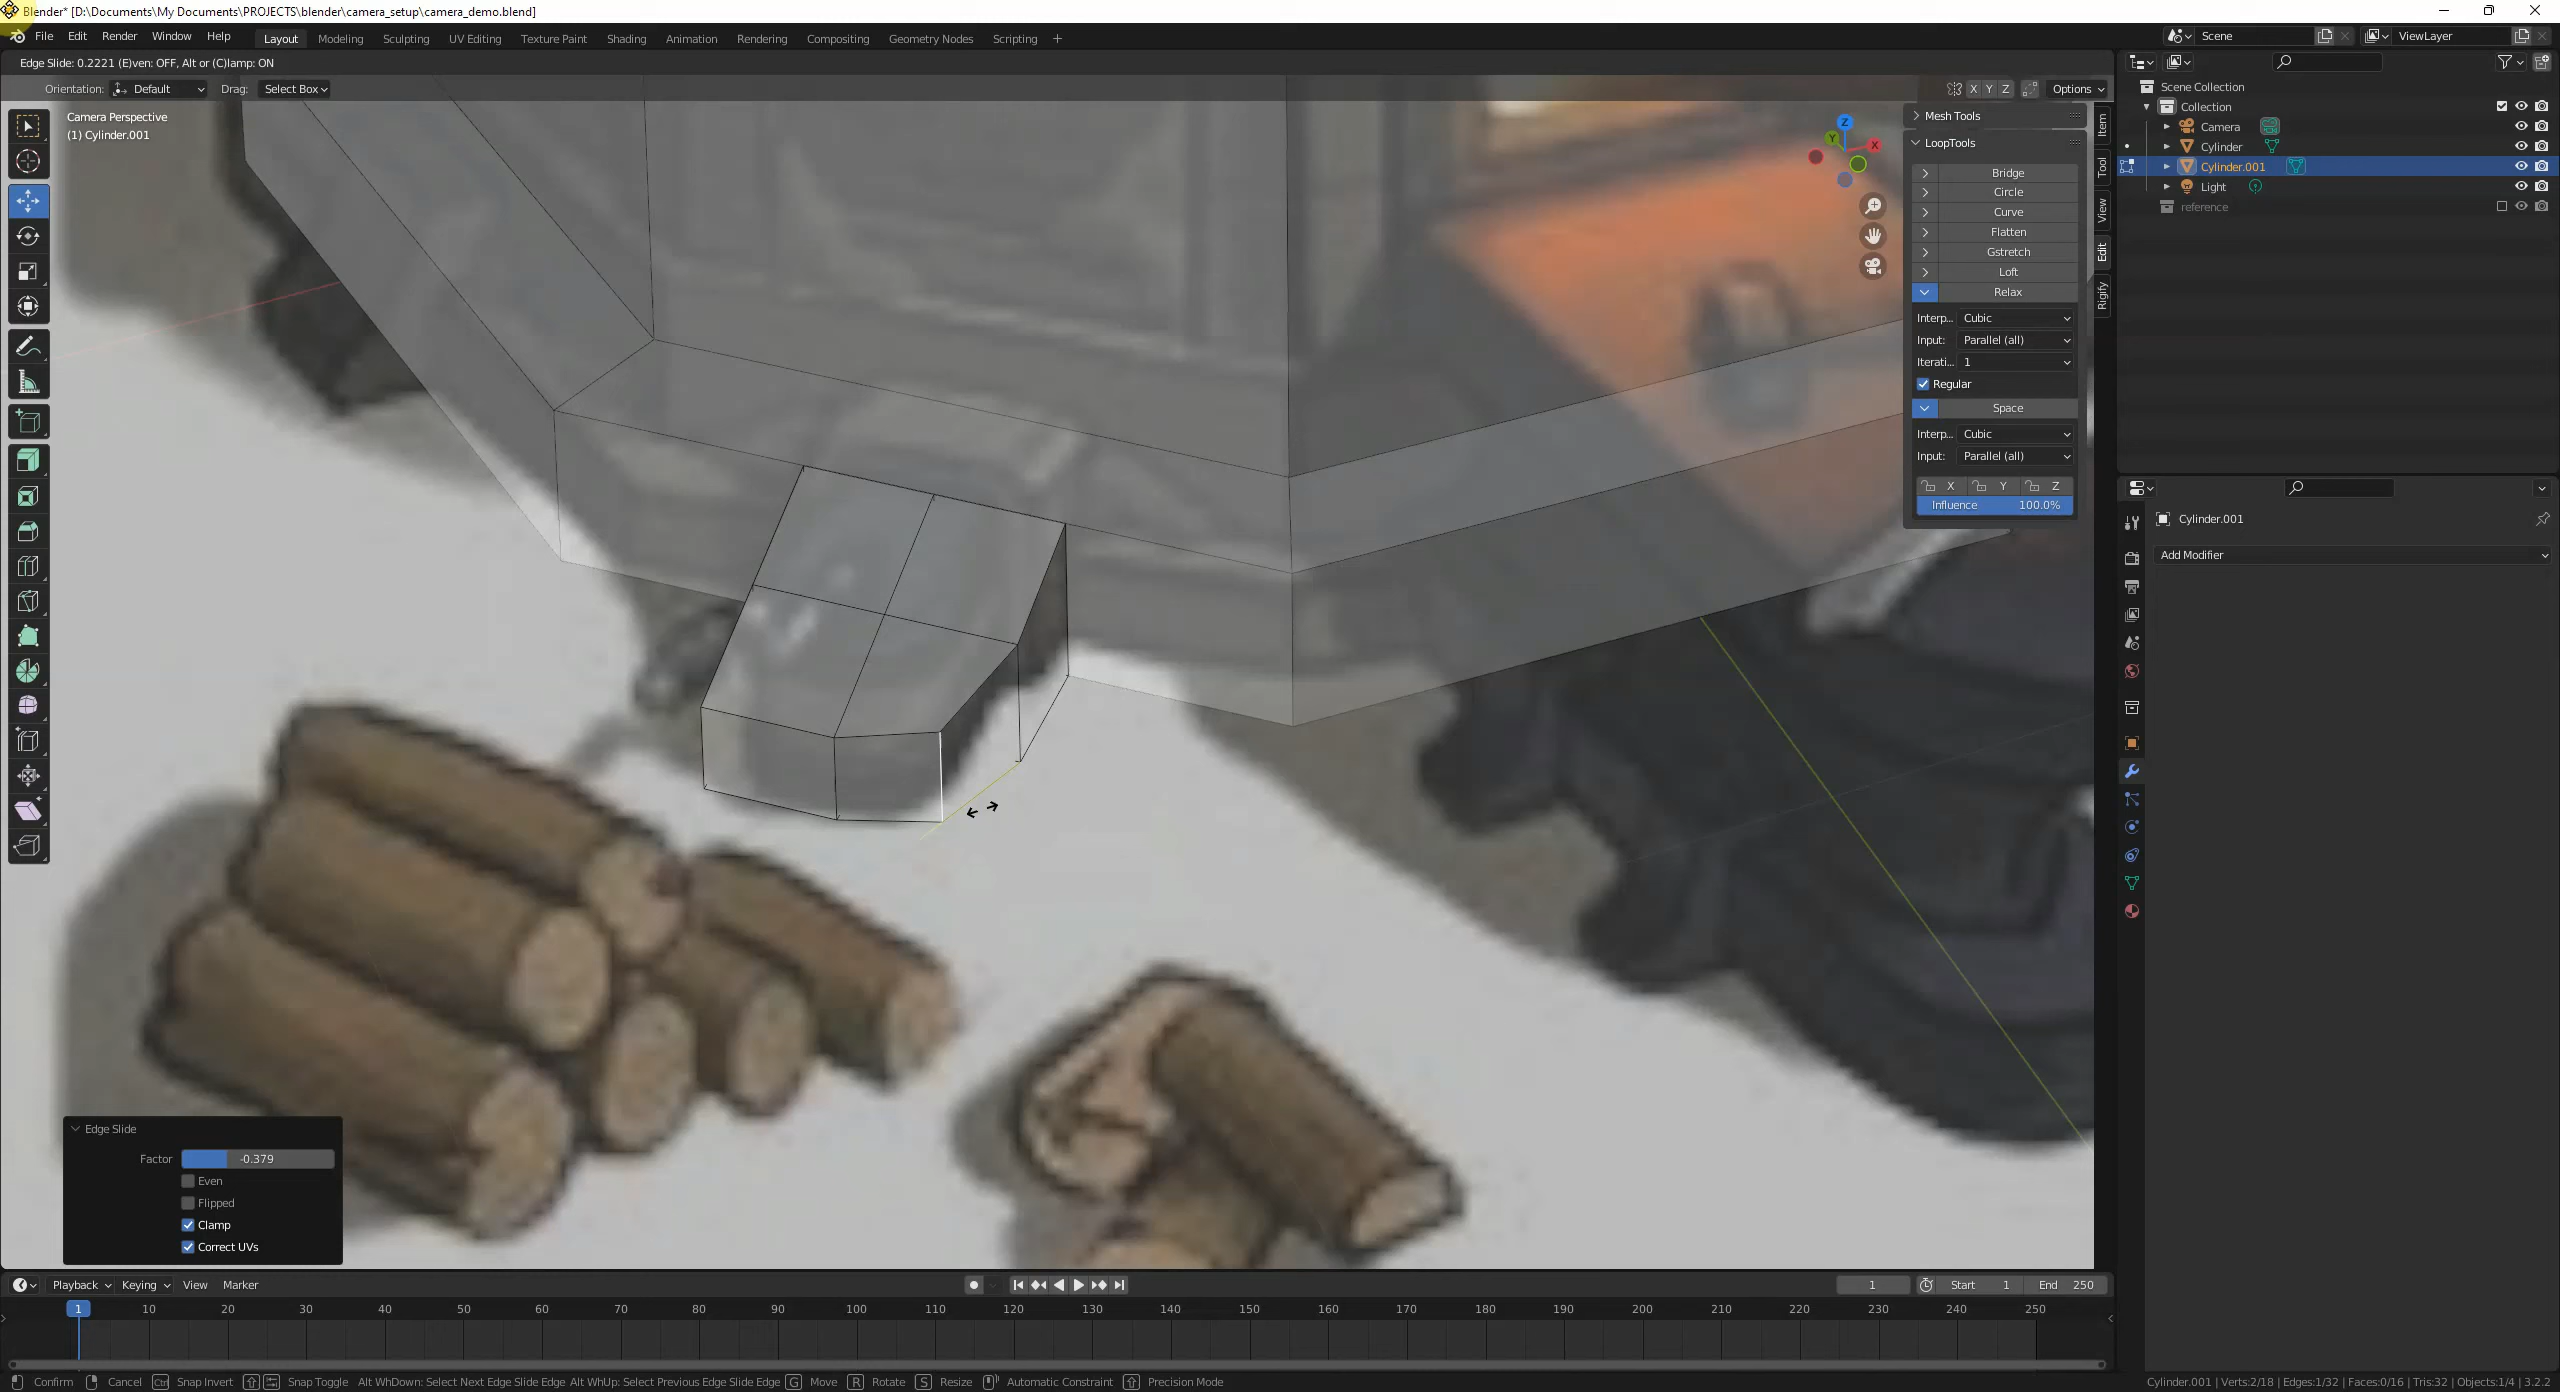 Blender* [D:\Documents\My Documents\PROJECTS\blender\camera_setup\camera_demo.blend]
File Edit Render Window Help Layout Modeling Sculpting UV Editing Texture Paint Shading Animation Rendering Compositing Geometry Nodes Scripting + Scene ViewLayer
Edge Slide: 0.2221 (E)ven: OFF, Alt or (C)lamp: ON
Orientation: Default Drag: Select Box X Y Z Options
Camera Perspective
(1) Cylinder.001
Z
Y
X
Mesh Tools
LoopTools
Bridge
Circle
Curve
Flatten
Gstretch
Loft
Relax
Interp... Cubic
Input: Parallel (all)
Iterati... 1
Regular
Space
Interp... Cubic
Input: Parallel (all)
X Y Z
Influence 100.0%
Item
Tool
View
Edit
Rigify
Scene Collection
Collection
Camera
Cylinder
Cylinder.001
Light
reference
Cylinder.001
Add Modifier
Edge Slide
Factor -0.379
Even
Flipped
Clamp
Correct UVs
Playback Keying View Marker 1 Start 1 End 250
1 10 20 30 40 50 60 70 80 90 100 110 120 130 140 150 160 170 180 190 200 210 220 230 240 250
Confirm Cancel Ctrl Snap Invert Snap Toggle Alt WhDown: Select Next Edge Slide Edge Alt WhUp: Select Previous Edge Slide Edge G Move R Rotate S Resize Automatic Constraint Precision Mode Cylinder.001 | Verts:2/18 | Edges:1/32 | Faces:0/16 | Tris:32 | Objects:1/4 | 3.2.2